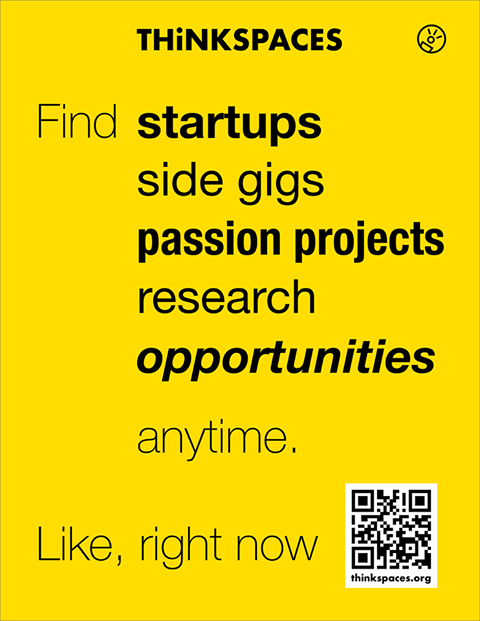 THiNKSPACES
Find startups
side gigs
passion projects
research
opportunities
anytime.
Like, right now
thinkspaces.org